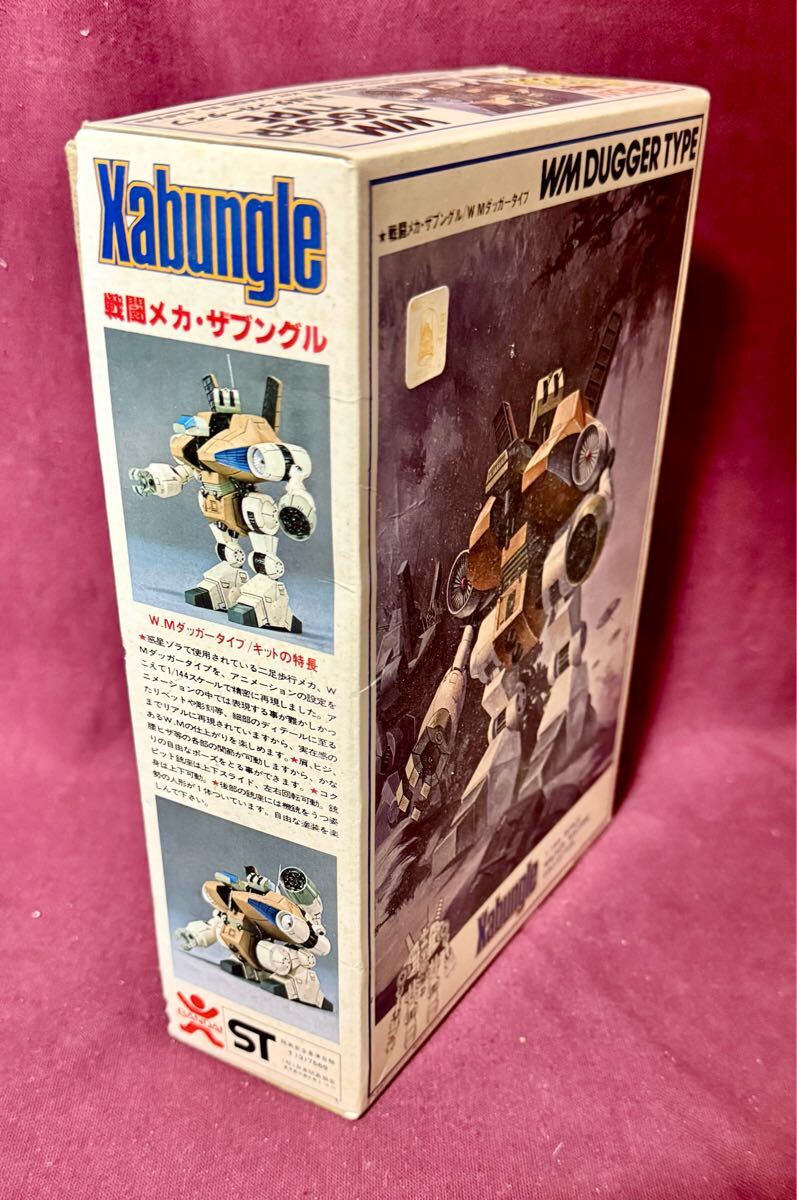 WM
DUGGER
TYPE
Xabungle
戦闘メカ・ザブングル
W.Mダッガータイプ/キットの特長
★惑星ゾラで使用されている二足歩行メカ、W
Mダッガータイプを、アニメーションの設定を
こえて1/144スケールで精密に再現しました。ア
ニメーションの中では表現する事が難かしかっ
たリベットや彫刻等、細部のディテールに至る
までリアルに再現されていますから、実在感の
あるW.Mの仕上がりを楽しめます。★肩、ヒジ、
腰ヒザ等の各部の関節が可動しますから、かな
りの自由なポーズをとる事ができます。★コク
ピット銃座は上下スライド、左右回転可動。銃
身は上下可動。★後部の銃座には機銃をうつ姿
勢の人形が1体ついています。自由な塗装を楽
しんで下さい。
BANDAI
ST
WM DUGGER TYPE
★戦闘メカ・ザブングル/W.Mダッガータイプ
Xabungle